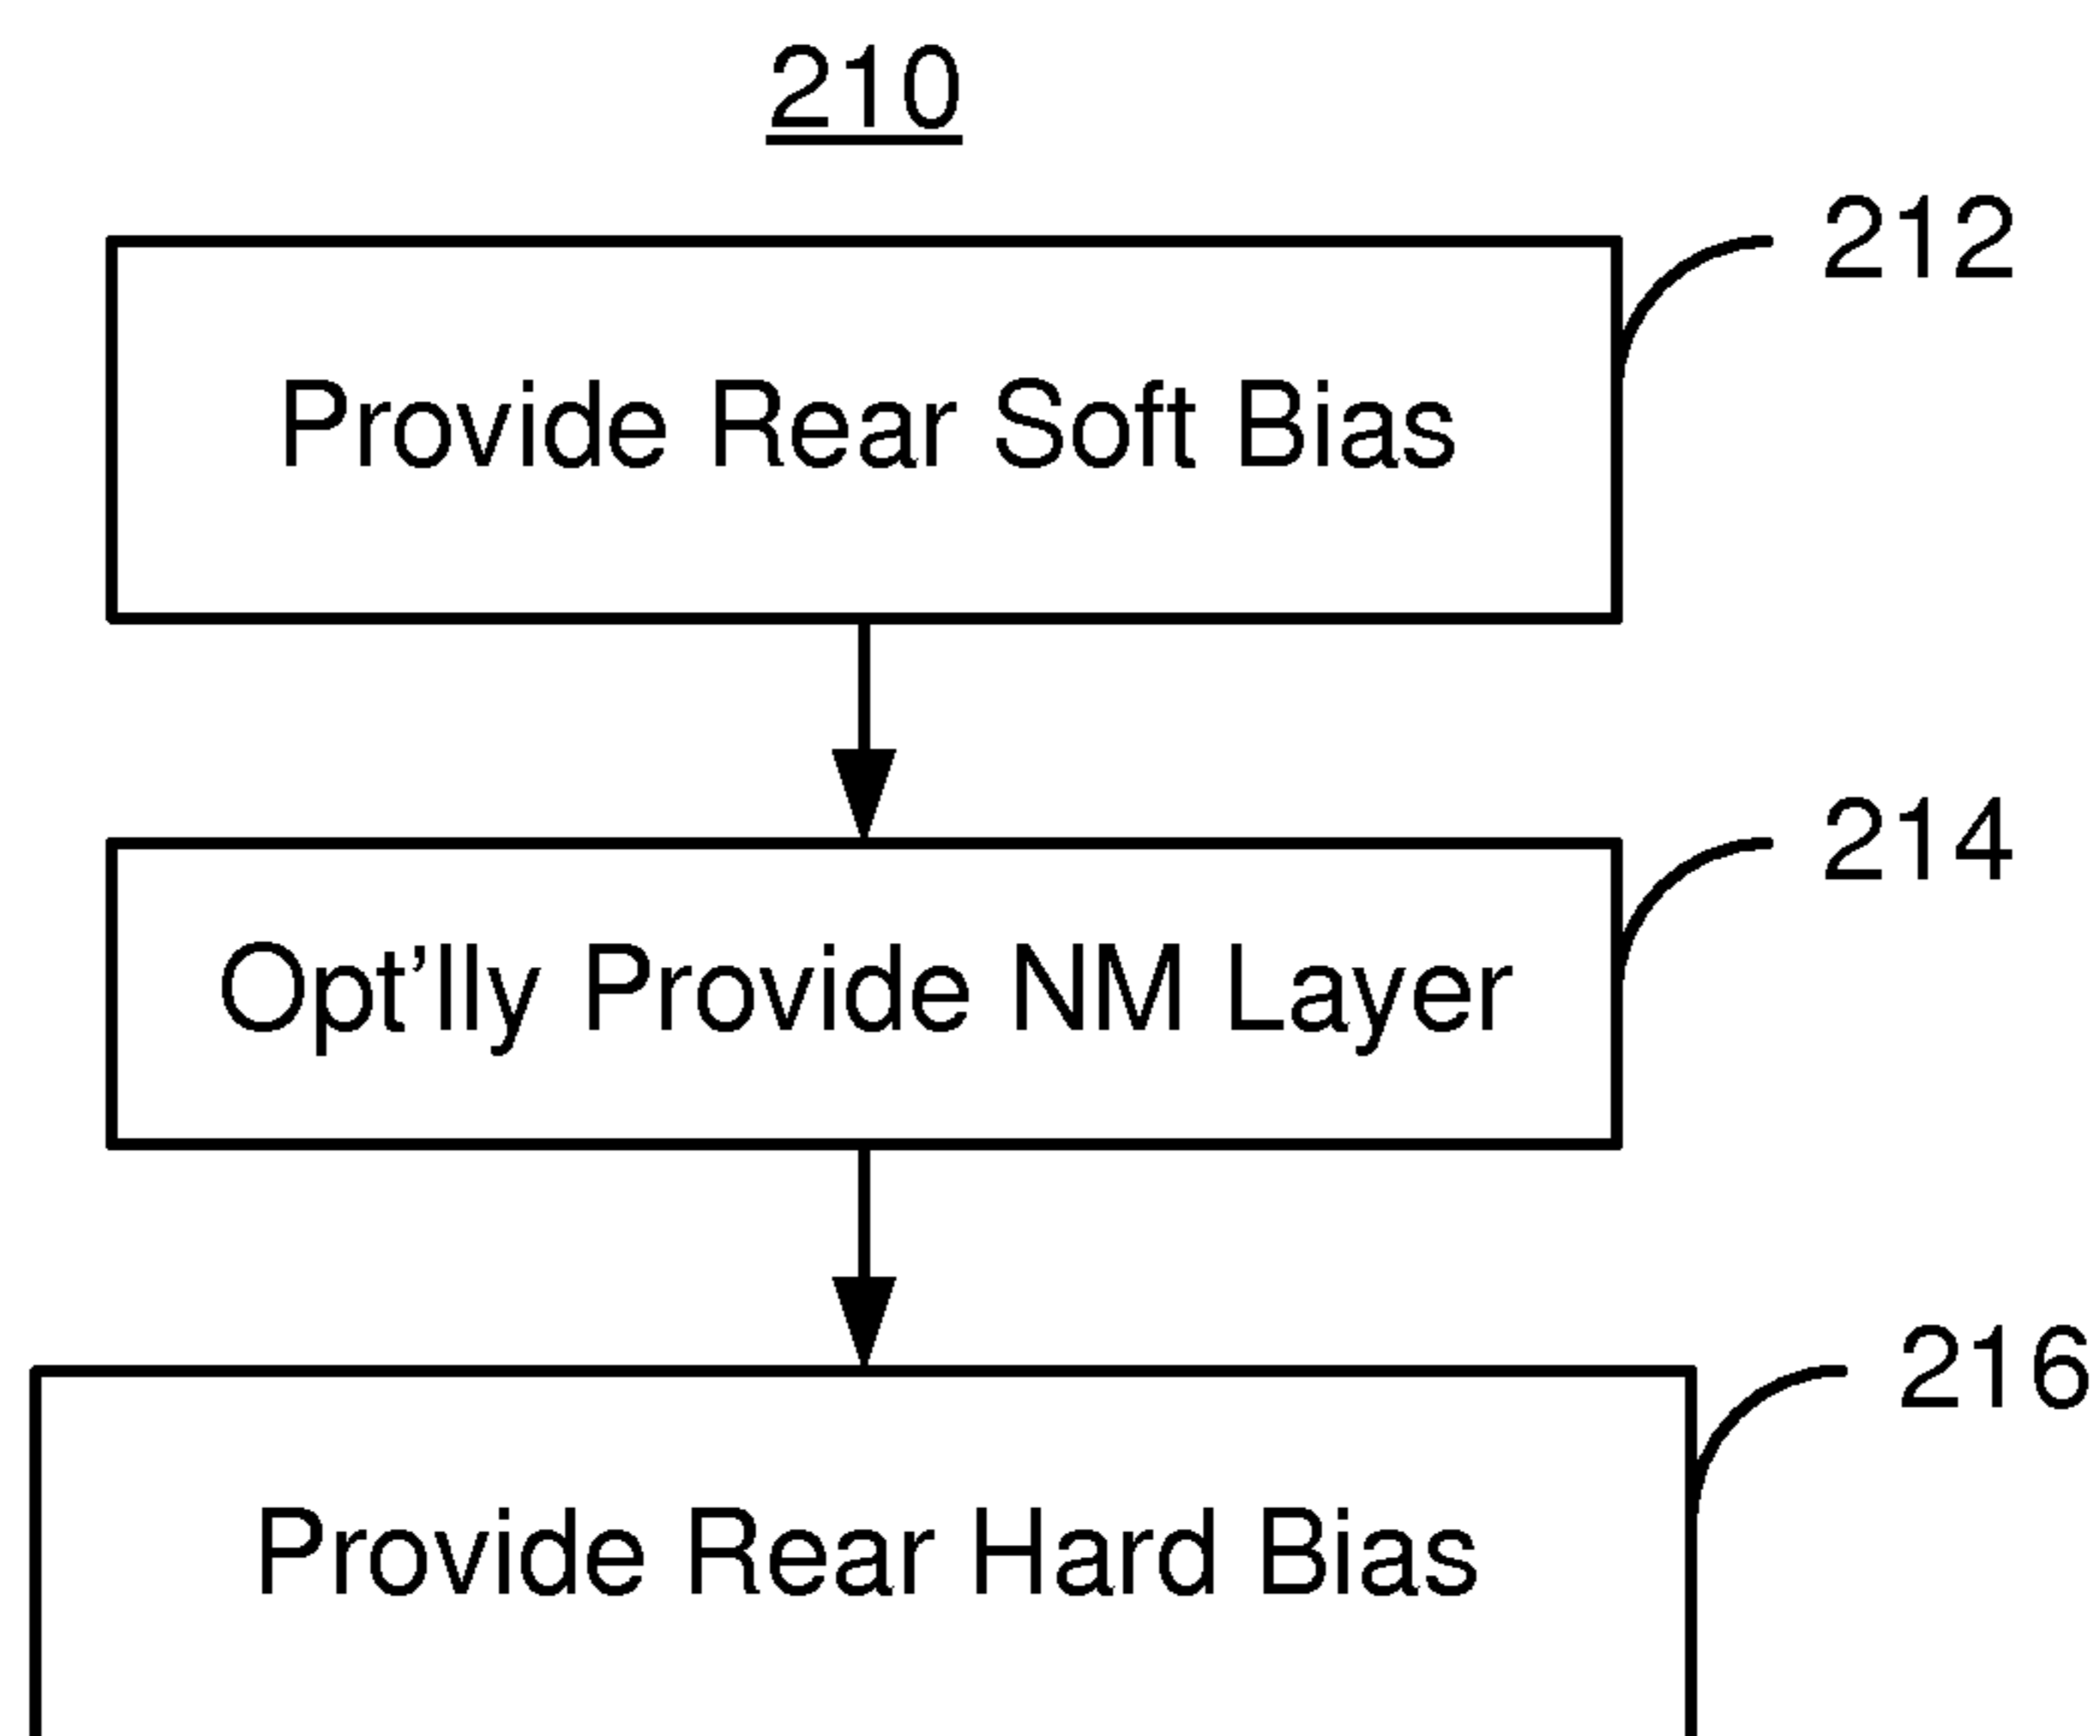 210
212
Provide Rear Soft Bias
214
Opt’lly Provide NM Layer
216
Provide Rear Hard Bias